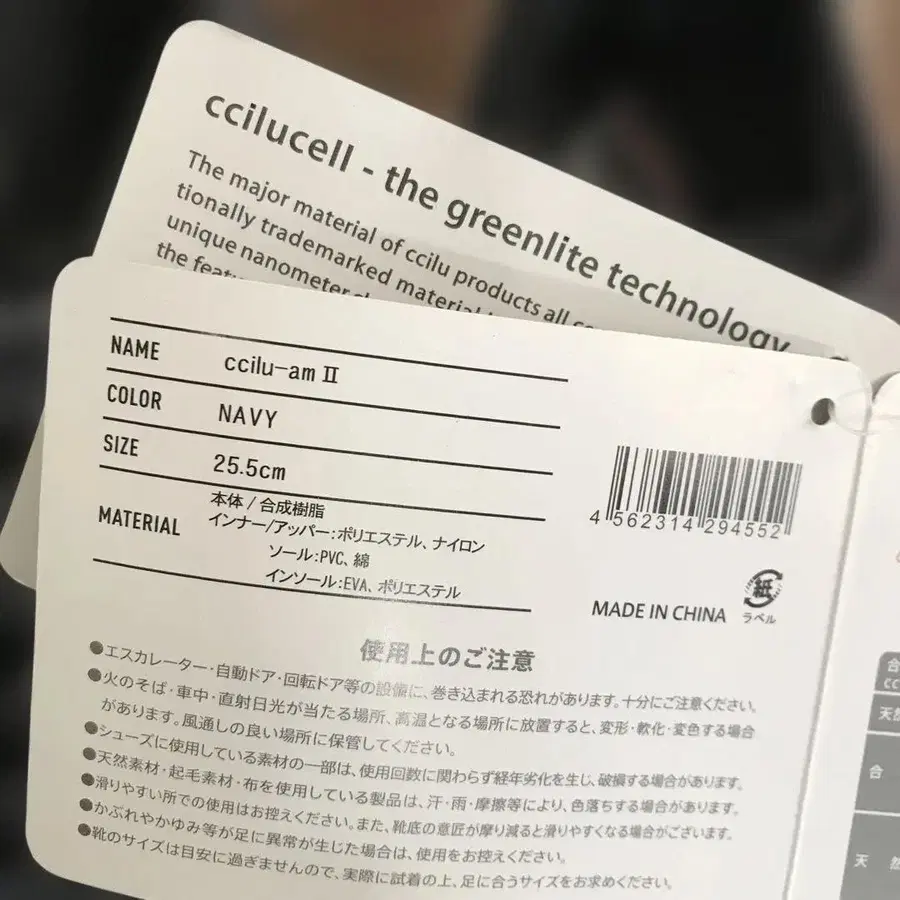 ccilucell - the greenlite technology
The major material of ccilu products all
tionally trademarked material
unique nanometer
the
NAME ccilu-am II
COLOR NAVY
SIZE 25.5cm
MATERIAL 本体 / 合成樹脂
インナー/アッパー:ポリエステル、ナイロン
ソール:PVC、綿
インソール:EVA、ポリエステル
4 562314 294552
MADE IN CHINA
紙
ラベル
使用上のご注意
●エスカレーター・自動ドア・回転ドア等の設備に、巻き込まれる恐れがあります。十分にご注意ください。
●火のそば・車中・直射日光が当たる場所、高温となる場所に放置すると、変形・軟化・変色する場合
があります。風通しの良い場所に保管してください。
●シューズに使用している素材の一部は、使用回数に関わらず経年劣化を生じ、破損する場合があります。
●天然素材・起毛素材・布を使用している製品は、汗・雨・摩擦等により、色落ちする場合があります。
●滑りやすい所での使用はお控えください。また、靴底の意匠が摩り減ると滑りやすくなる場合がございます。
●かぶれやかゆみ等が足に異常が生じた場合は、使用をお控えください。
●靴のサイズは目安に過ぎませんので、実際に試着の上、足に合うサイズをお求めください。
合
cc
天然
合
天 然